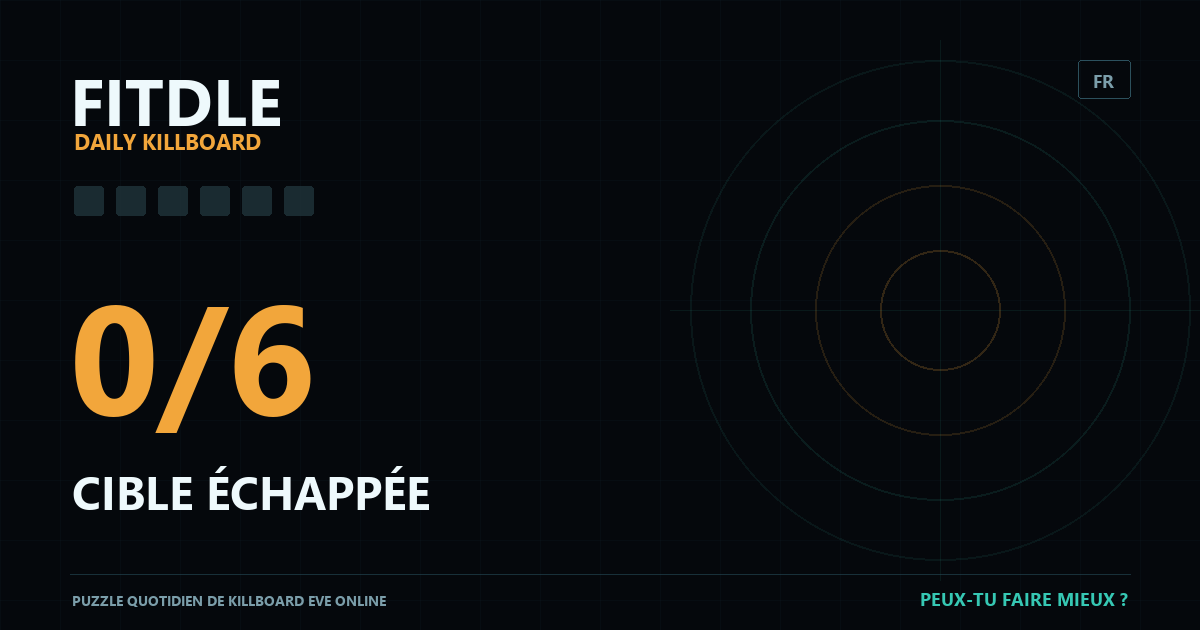 FITDLE
DAILY KILLBOARD
FR
0/6
CIBLE ÉCHAPPÉE
PUZZLE QUOTIDIEN DE KILLBOARD EVE ONLINE
PEUX-TU FAIRE MIEUX ?